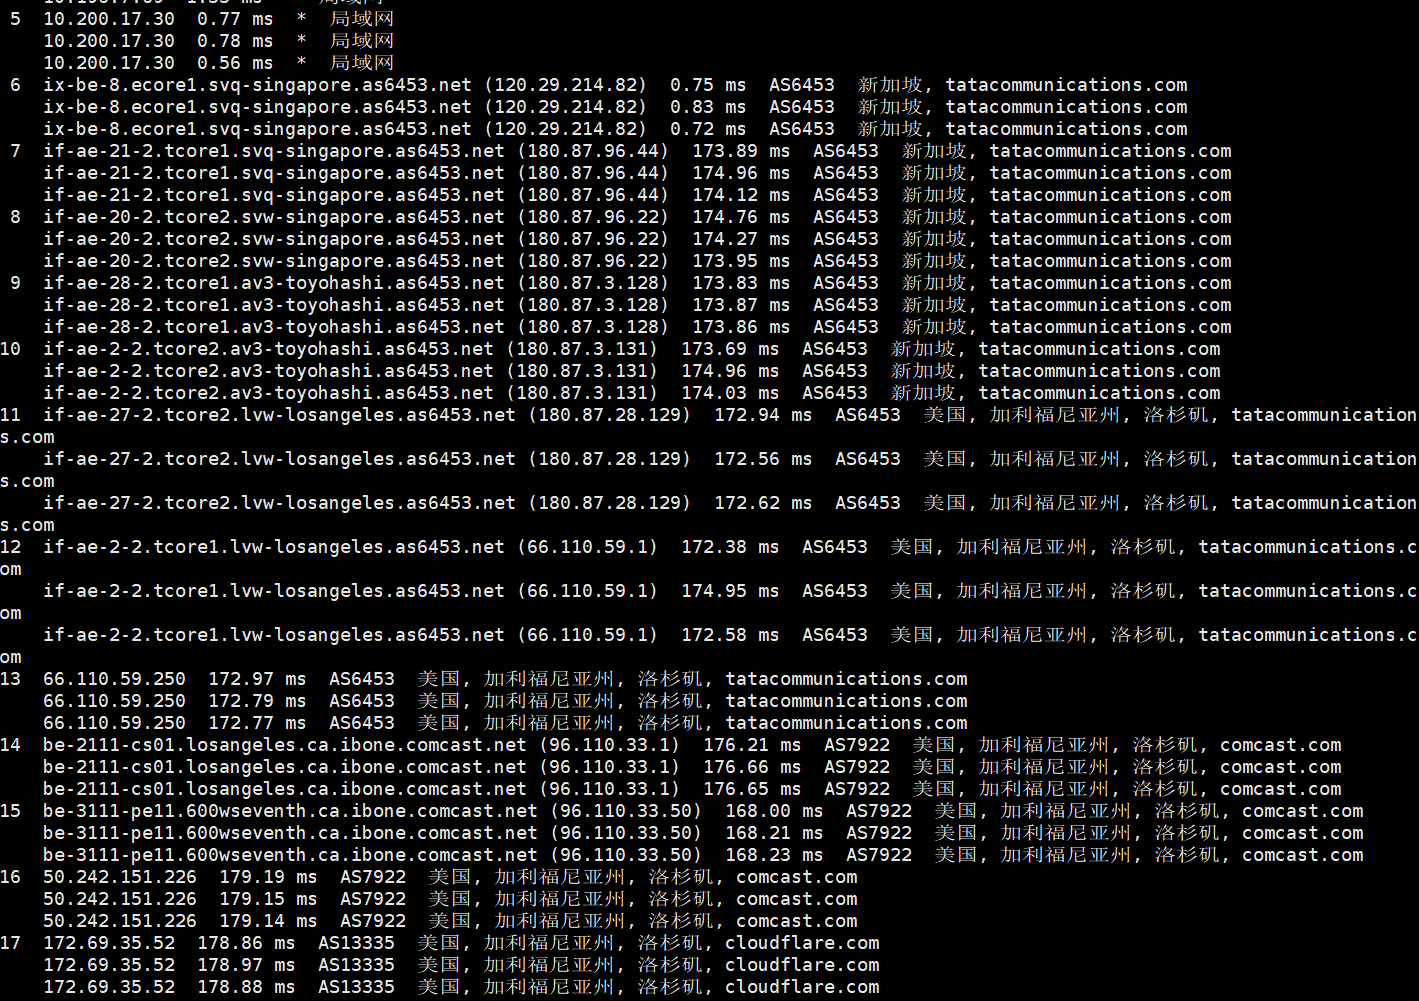 5  10.200.17.30  0.77 ms  *  局域网
10.200.17.30  0.78 ms  *  局域网
10.200.17.30  0.56 ms  *  局域网
6  ix-be-8.ecore1.svq-singapore.as6453.net (120.29.214.82)  0.75 ms  AS6453  新加坡, tatacommunications.com
ix-be-8.ecore1.svq-singapore.as6453.net (120.29.214.82)  0.83 ms  AS6453  新加坡, tatacommunications.com
ix-be-8.ecore1.svq-singapore.as6453.net (120.29.214.82)  0.72 ms  AS6453  新加坡, tatacommunications.com
7  if-ae-21-2.tcore1.svq-singapore.as6453.net (180.87.96.44)  173.89 ms  AS6453  新加坡, tatacommunications.com
if-ae-21-2.tcore1.svq-singapore.as6453.net (180.87.96.44)  174.96 ms  AS6453  新加坡, tatacommunications.com
if-ae-21-2.tcore1.svq-singapore.as6453.net (180.87.96.44)  174.12 ms  AS6453  新加坡, tatacommunications.com
8  if-ae-20-2.tcore2.svw-singapore.as6453.net (180.87.96.22)  174.76 ms  AS6453  新加坡, tatacommunications.com
if-ae-20-2.tcore2.svw-singapore.as6453.net (180.87.96.22)  174.27 ms  AS6453  新加坡, tatacommunications.com
if-ae-20-2.tcore2.svw-singapore.as6453.net (180.87.96.22)  173.95 ms  AS6453  新加坡, tatacommunications.com
9  if-ae-28-2.tcore1.av3-toyohashi.as6453.net (180.87.3.128)  173.83 ms  AS6453  新加坡, tatacommunications.com
if-ae-28-2.tcore1.av3-toyohashi.as6453.net (180.87.3.128)  173.87 ms  AS6453  新加坡, tatacommunications.com
if-ae-28-2.tcore1.av3-toyohashi.as6453.net (180.87.3.128)  173.86 ms  AS6453  新加坡, tatacommunications.com
10  if-ae-2-2.tcore2.av3-toyohashi.as6453.net (180.87.3.131)  173.69 ms  AS6453  新加坡, tatacommunications.com
if-ae-2-2.tcore2.av3-toyohashi.as6453.net (180.87.3.131)  174.96 ms  AS6453  新加坡, tatacommunications.com
if-ae-2-2.tcore2.av3-toyohashi.as6453.net (180.87.3.131)  174.03 ms  AS6453  新加坡, tatacommunications.com
11  if-ae-27-2.tcore2.lvw-losangeles.as6453.net (180.87.28.129)  172.94 ms  AS6453  美国, 加利福尼亚州, 洛杉矶, tatacommunication
s.com
if-ae-27-2.tcore2.lvw-losangeles.as6453.net (180.87.28.129)  172.56 ms  AS6453  美国, 加利福尼亚州, 洛杉矶, tatacommunication
s.com
if-ae-27-2.tcore2.lvw-losangeles.as6453.net (180.87.28.129)  172.62 ms  AS6453  美国, 加利福尼亚州, 洛杉矶, tatacommunication
s.com
12  if-ae-2-2.tcore1.lvw-losangeles.as6453.net (66.110.59.1)  172.38 ms  AS6453  美国, 加利福尼亚州, 洛杉矶, tatacommunications.c
om
if-ae-2-2.tcore1.lvw-losangeles.as6453.net (66.110.59.1)  174.95 ms  AS6453  美国, 加利福尼亚州, 洛杉矶, tatacommunications.c
om
if-ae-2-2.tcore1.lvw-losangeles.as6453.net (66.110.59.1)  172.58 ms  AS6453  美国, 加利福尼亚州, 洛杉矶, tatacommunications.c
om
13  66.110.59.250  172.97 ms  AS6453  美国, 加利福尼亚州, 洛杉矶, tatacommunications.com
66.110.59.250  172.79 ms  AS6453  美国, 加利福尼亚州, 洛杉矶, tatacommunications.com
66.110.59.250  172.77 ms  AS6453  美国, 加利福尼亚州, 洛杉矶, tatacommunications.com
14  be-2111-cs01.losangeles.ca.ibone.comcast.net (96.110.33.1)  176.21 ms  AS7922  美国, 加利福尼亚州, 洛杉矶, comcast.com
be-2111-cs01.losangeles.ca.ibone.comcast.net (96.110.33.1)  176.66 ms  AS7922  美国, 加利福尼亚州, 洛杉矶, comcast.com
be-2111-cs01.losangeles.ca.ibone.comcast.net (96.110.33.1)  176.65 ms  AS7922  美国, 加利福尼亚州, 洛杉矶, comcast.com
15  be-3111-pe11.600wseventh.ca.ibone.comcast.net (96.110.33.50)  168.00 ms  AS7922  美国, 加利福尼亚州, 洛杉矶, comcast.com
be-3111-pe11.600wseventh.ca.ibone.comcast.net (96.110.33.50)  168.21 ms  AS7922  美国, 加利福尼亚州, 洛杉矶, comcast.com
be-3111-pe11.600wseventh.ca.ibone.comcast.net (96.110.33.50)  168.23 ms  AS7922  美国, 加利福尼亚州, 洛杉矶, comcast.com
16  50.242.151.226  179.19 ms  AS7922  美国, 加利福尼亚州, 洛杉矶, comcast.com
50.242.151.226  179.15 ms  AS7922  美国, 加利福尼亚州, 洛杉矶, comcast.com
50.242.151.226  179.14 ms  AS7922  美国, 加利福尼亚州, 洛杉矶, comcast.com
17  172.69.35.52  178.86 ms  AS13335  美国, 加利福尼亚州, 洛杉矶, cloudflare.com
172.69.35.52  178.97 ms  AS13335  美国, 加利福尼亚州, 洛杉矶, cloudflare.com
172.69.35.52  178.88 ms  AS13335  美国, 加利福尼亚州, 洛杉矶, cloudflare.com